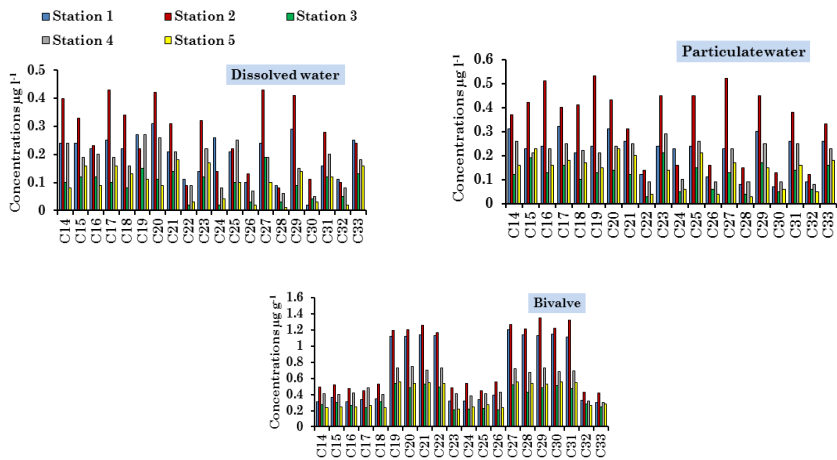 Station 1 Station 2 Station 3
Station 4 Station 5
Dissolved water
Concentrations µg l-1
0.5
0.4
0.3
0.2
0.1
0
C14 C15 C16 C17 C18 C19 C20 C21 C22 C23 C24 C25 C26 C27 C28 C29 C30 C31 C32 C33
Particulatewater
Concentrations µg l-1
0.6
0.5
0.4
0.3
0.2
0.1
0
C14 C15 C16 C17 C18 C19 C20 C21 C22 C23 C24 C25 C26 C27 C28 C29 C30 C31 C32 C33
Bivalve
Concentrations µg g-1
1.6
1.4
1.2
1
0.8
0.6
0.4
0.2
0
C14 C15 C16 C17 C18 C19 C20 C21 C22 C23 C24 C25 C26 C27 C28 C29 C30 C31 C32 C33